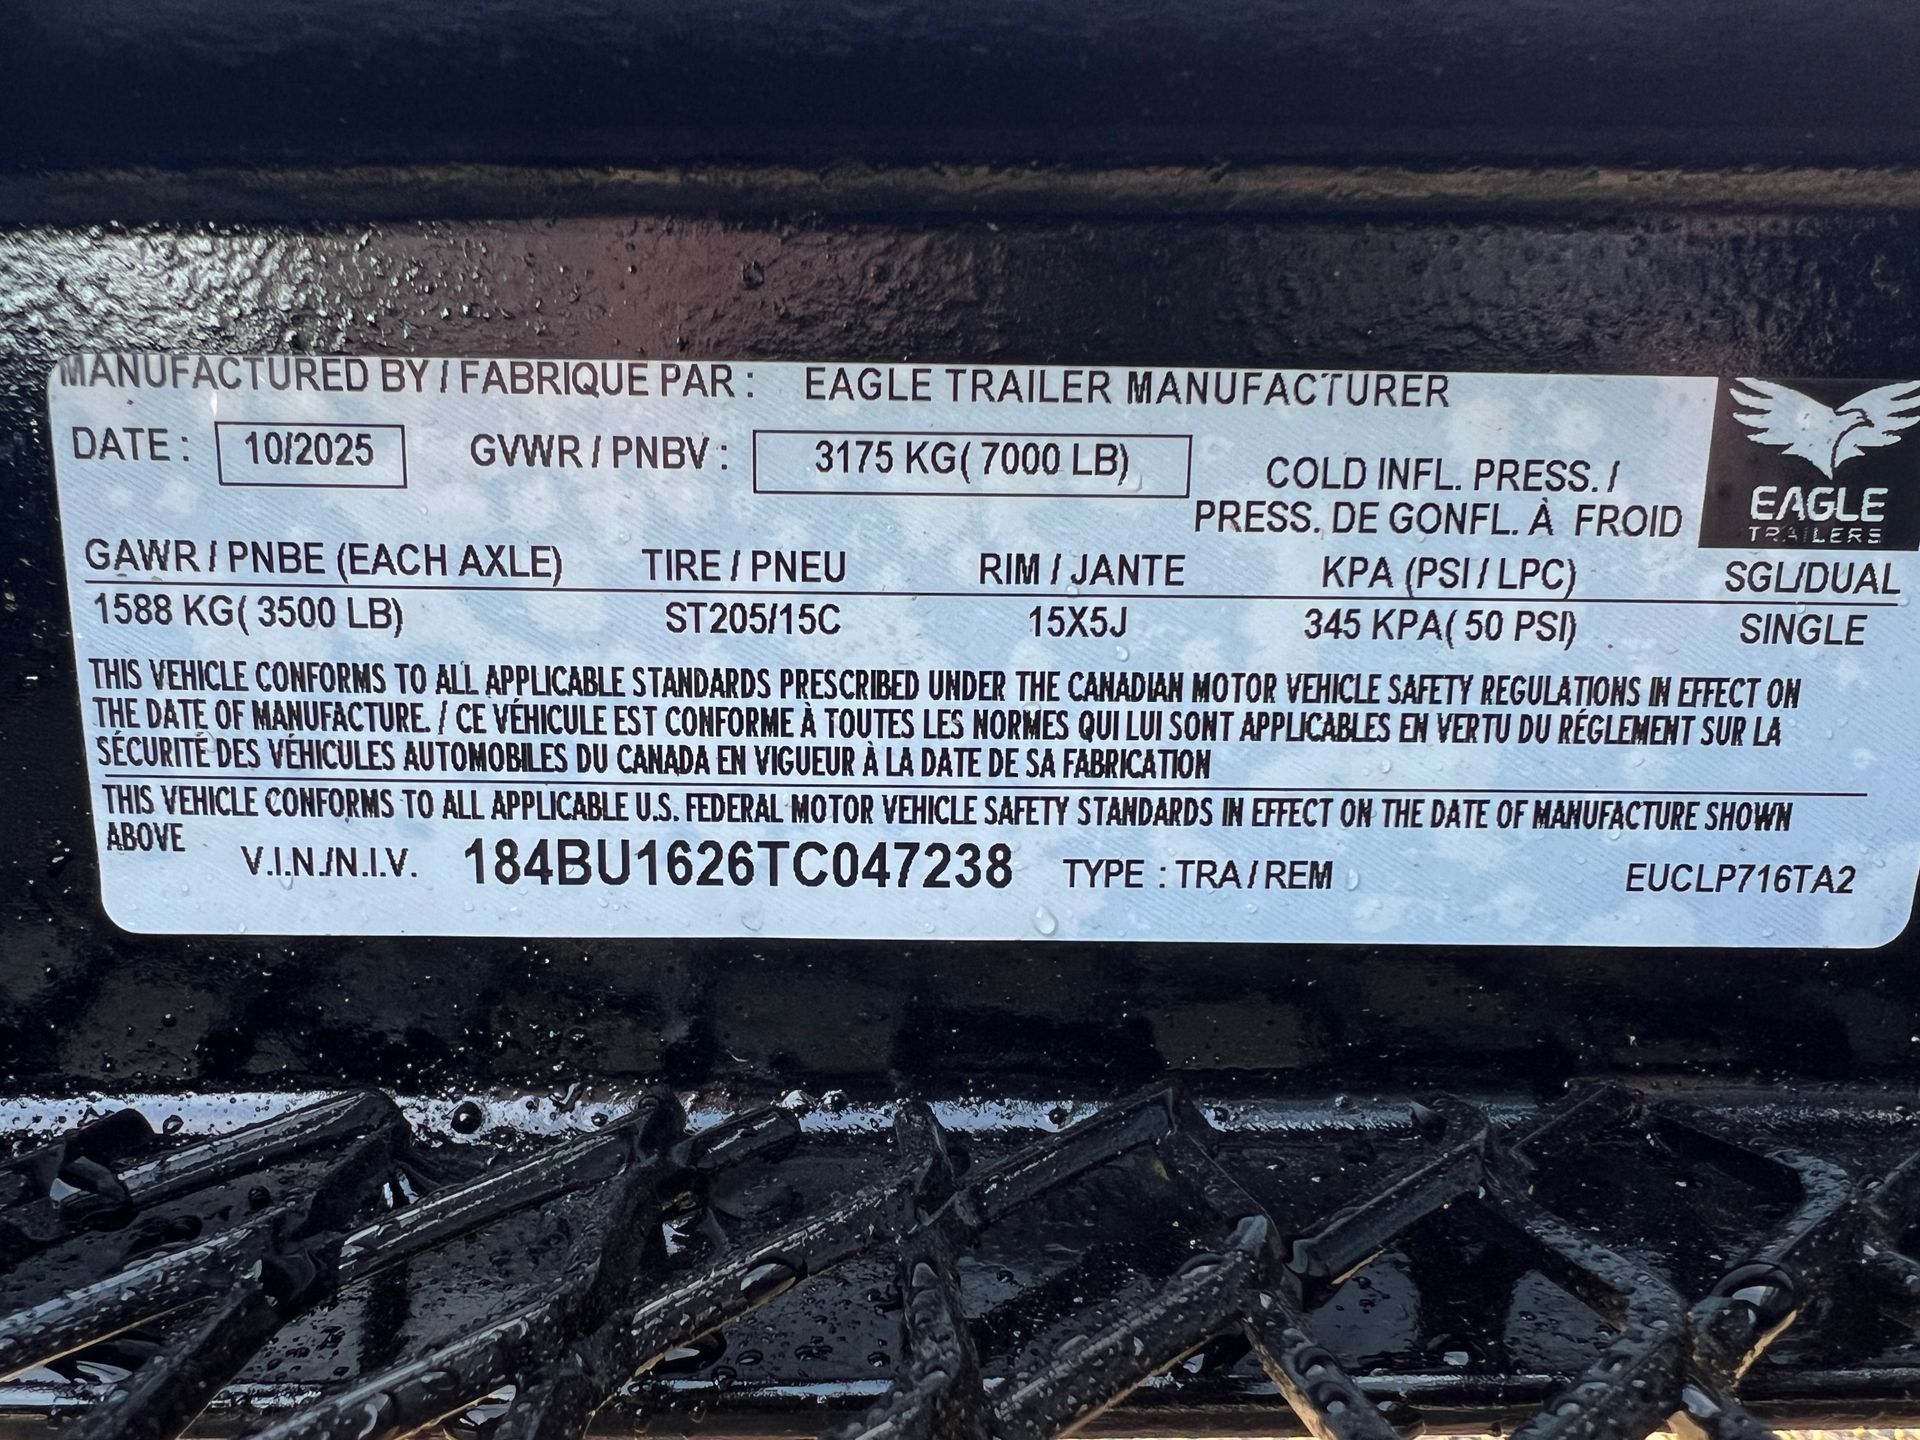 MANUFACTURED BY / FABRIQUE PAR : EAGLE TRAILER MANUFACTURER
DATE : 10/2025 GVWR / PNBV : 3175 KG( 7000 LB)
COLD INFL. PRESS. /
PRESS. DE GONFL. À FROID
EAGLE
TRAILERS
GAWR / PNBE (EACH AXLE) TIRE / PNEU RIM / JANTE KPA (PSI / LPC) SGL/DUAL
1588 KG( 3500 LB) ST205/15C 15X5J 345 KPA( 50 PSI) SINGLE
THIS VEHICLE CONFORMS TO ALL APPLICABLE STANDARDS PRESCRIBED UNDER THE CANADIAN MOTOR VEHICLE SAFETY REGULATIONS IN EFFECT ON
THE DATE OF MANUFACTURE. / CE VÉHICULE EST CONFORME À TOUTES LES NORMES QUI LUI SONT APPLICABLES EN VERTU DU RÉGLEMENT SUR LA
SÉCURITÉ DES VÉHICULES AUTOMOBILES DU CANADA EN VIGUEUR À LA DATE DE SA FABRICATION
THIS VEHICLE CONFORMS TO ALL APPLICABLE U.S. FEDERAL MOTOR VEHICLE SAFETY STANDARDS IN EFFECT ON THE DATE OF MANUFACTURE SHOWN
ABOVE
V.I.N./N.I.V. 184BU1626TC047238 TYPE : TRA / REM EUCLP716TA2